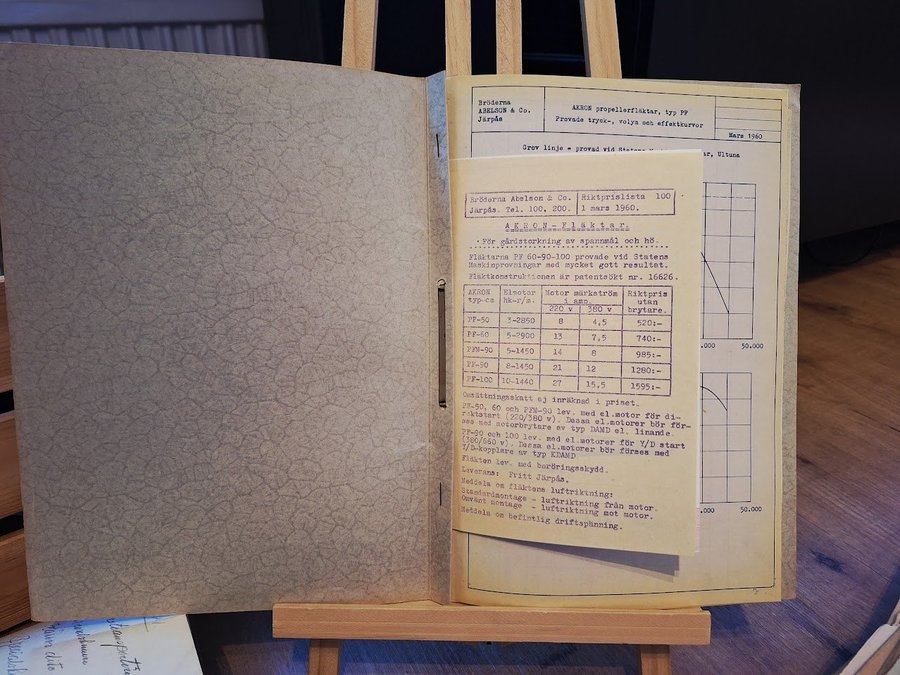 Bröderna
ABELSON & Co.
Järpås
AKRON propellerfläktar, typ PF
Provade tryck-, volym och effektkurvor
Mars 1960
Grov linje = provad vid Statens
Ultuna
50.000
.000
50.000
.000
Bröderna Abelson & Co.
Järpås. Tel. 100, 200.
Riktprislista 100
1 mars 1960.
AKRON-Fläktar.
För gårdstorkning av spannmål och hö.
Fläktarna PF 60-90-100 provade vid Statens
Maskinprovningar med mycket gott resultat.
Fläktkonstruktionen är patentsökt nr. 16626.
AKRON typ-cm Elmotor hk-r/m. Motor märkström i amp. 220 v 380 v Riktpris utan brytare.
PF-50 3-2850 8 4,5 520:-
PF-60 5-2900 13 7,5 740:-
PFN-90 5-1450 14 8 985:-
PF-90 8-1450 21 12 1280:-
PF-100 10-1440 27 15,5 1595:-
Omsättningsskatt ej inräknad i priset.
PF-50, 60 och PFN-90 lev. med el.motor för di-
rektstart (220/380 v). Dessa el.motorer bör för-
ses med motorbrytare av typ DAMD el. linande.
PF-90 och 100 lev. med el.motorer för Y/D start
(380/660 v). Dessa el.motorer bör förses med
Y/D-kopplare av typ KDAMD
Fläkten lev. med beröringsskydd.
Leverans: Fritt Järpås.
Meddela om fläktens luftriktning:
Standardmontage - luftriktning från motor.
Omvänt montage - luftriktning mot motor.
Meddela om befintlig driftspänning.